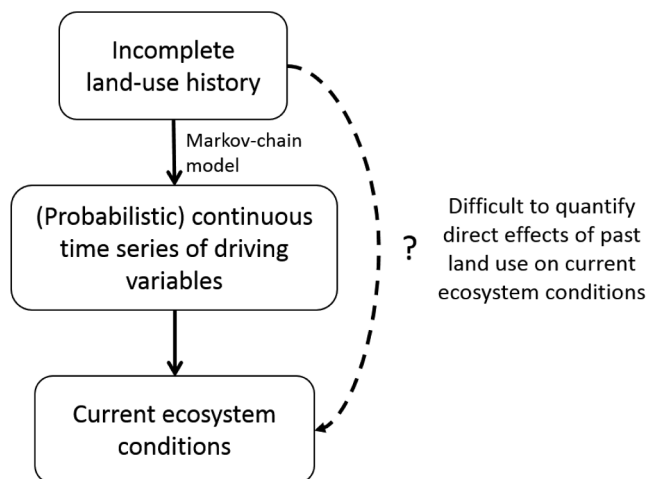 Incomplete
land-use history
Markov-chain
model
(Probabilistic) continuous
time series of driving
variables
?
Difficult to quantify
direct effects of past
land use on current
ecosystem conditions
Current ecosystem
conditions